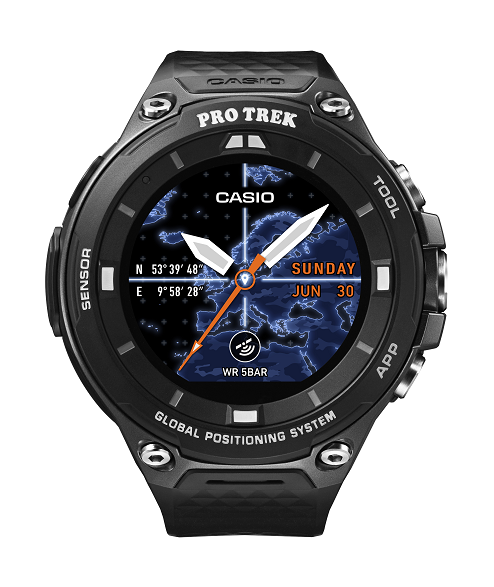 CASIO
PRO TREK
TOOL
CASIO
SENSOR
N 53° 39' 48"
E 9° 58' 28"
SUNDAY
JUN 30
APP
WR 5BAR
GLOBAL POSITIONING SYSTEM